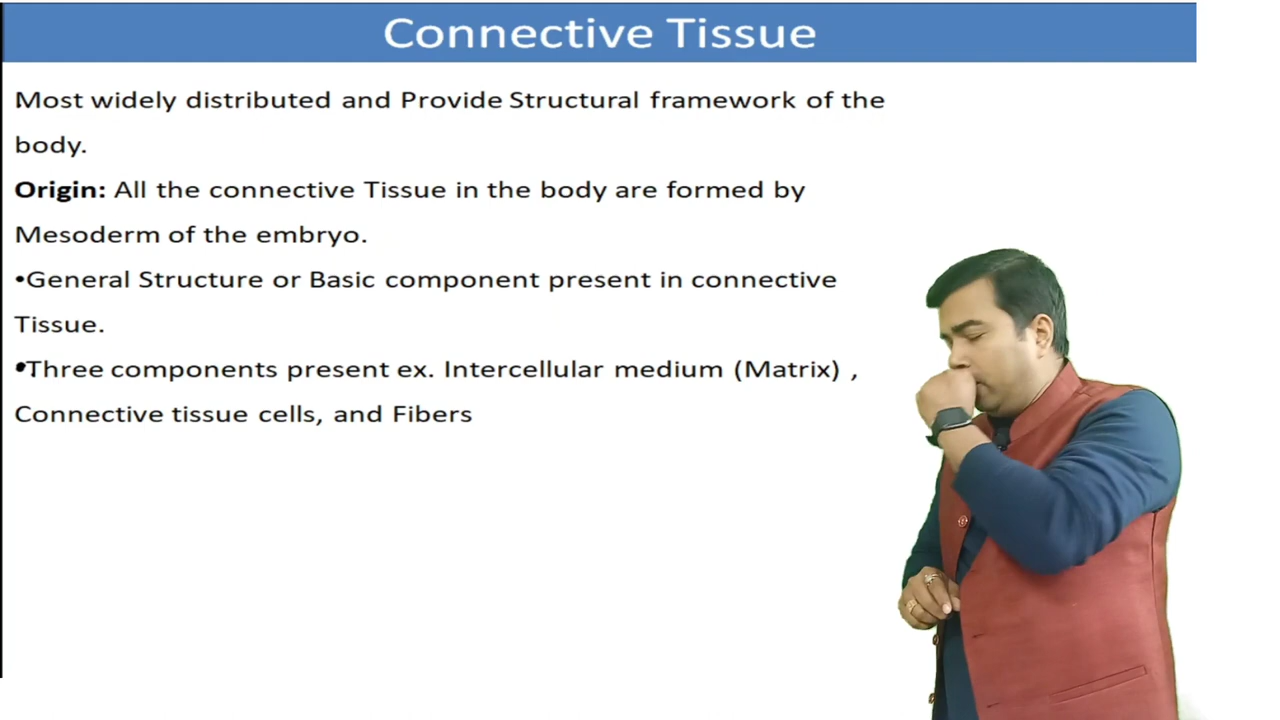 Connective Tissue
Most widely distributed and Provide Structural framework of the
body.
Origin: All the connective Tissue in the body are formed by
Mesoderm of the embryo.
•General Structure or Basic component present in connective
Tissue.
•Three components present ex. Intercellular medium (Matrix) ,
Connective tissue cells, and Fibers